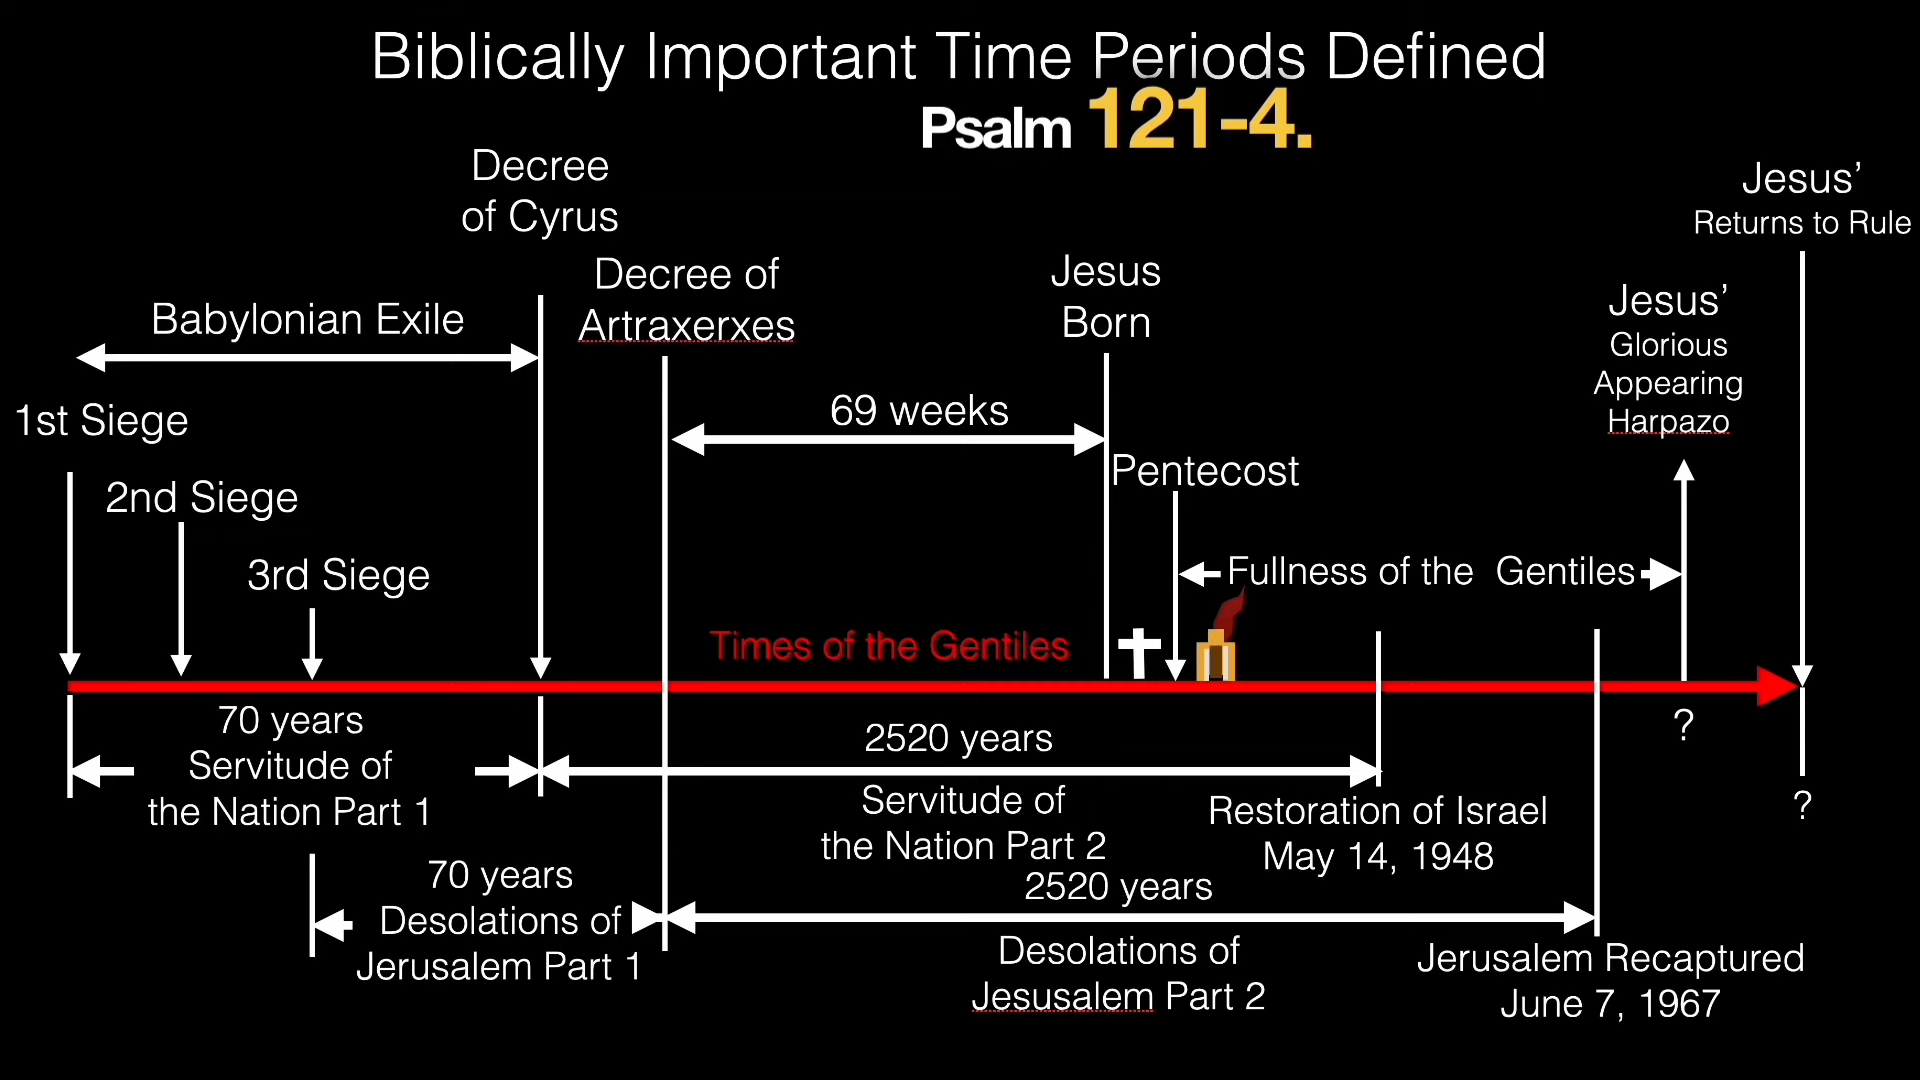 Biblically Important Time Periods Defined
Psalm 121-4.
Decree
of Cyrus
Jesus’
Returns to Rule
Decree of
Artraxerxes
Jesus
Born
Babylonian Exile
Jesus’
Glorious
Appearing
Harpazo
1st Siege
69 weeks
2nd Siege
Pentecost
3rd Siege
Fullness of the Gentiles
Times of the Gentiles
70 years
Servitude of
the Nation Part 1
2520 years
Servitude of
the Nation Part 2
?
?
Restoration of Israel
May 14, 1948
70 years
Desolations of
Jerusalem Part 1
2520 years
Desolations of
Jesusalem Part 2
Jerusalem Recaptured
June 7, 1967